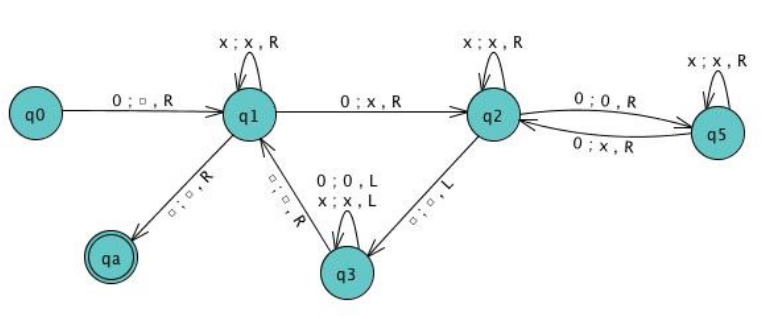 x ; x , R
x ; x , R
x ; x , R
0 ; □ , R
0 ; x , R
0 ; 0 , R
q0
q1
q2
q5
0 ; x , R
□ ; □ , R
□ ; □ , R
0 ; 0 , L
x ; x , L
□ ; □ , L
qa
q3